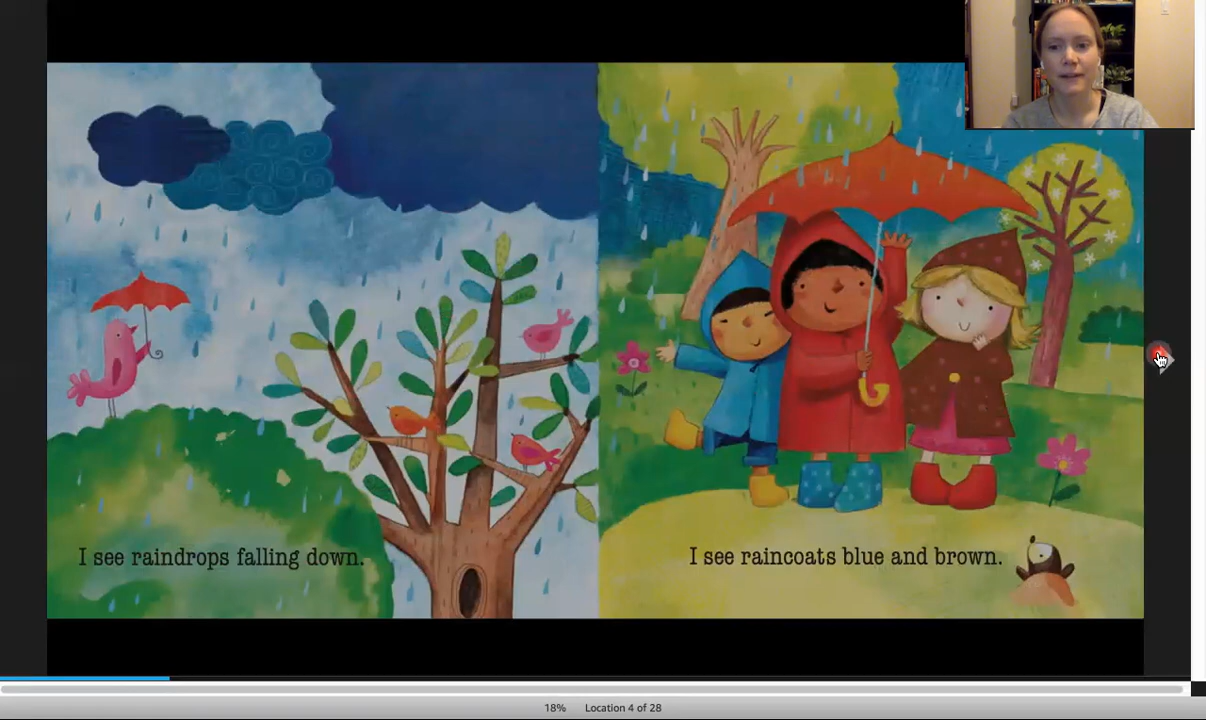 I see raindrops falling down.
I see raincoats blue and brown.
18% Location 4 of 28